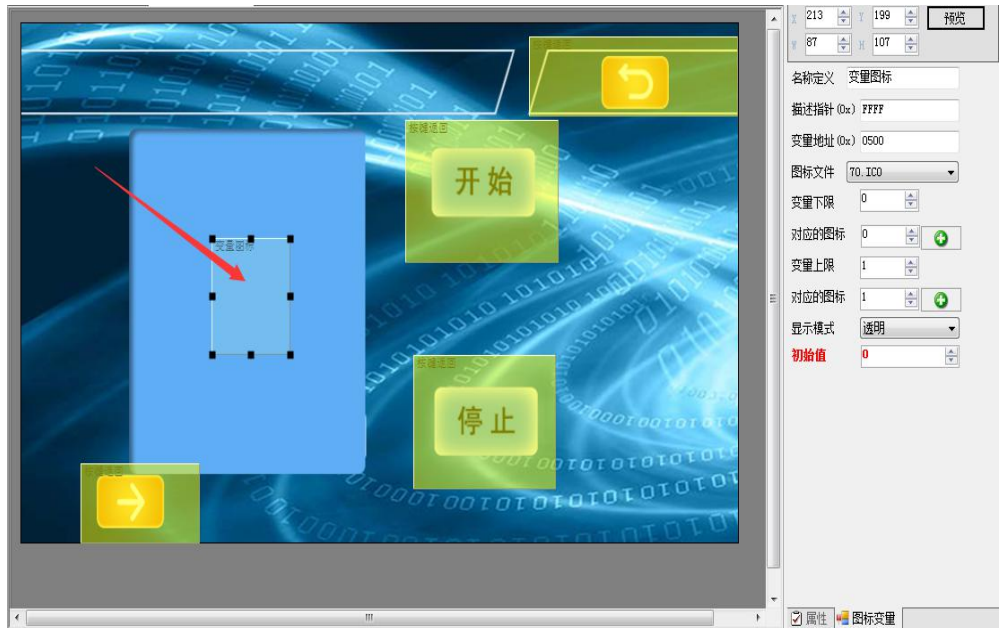 X 213 Y 199 预览
W 87 H 107
名称定义 变量图标
描述指针(0x) FFFF
变量地址(0x) 0500
图标文件 70.ICO
变量下限 0
对应的图标 0
变量上限 1
对应的图标 1
显示模式 透明
初始值 0
属性 图标变量
按键返回
按键返回
开始
变量图标
按键返回
停止
按键返回